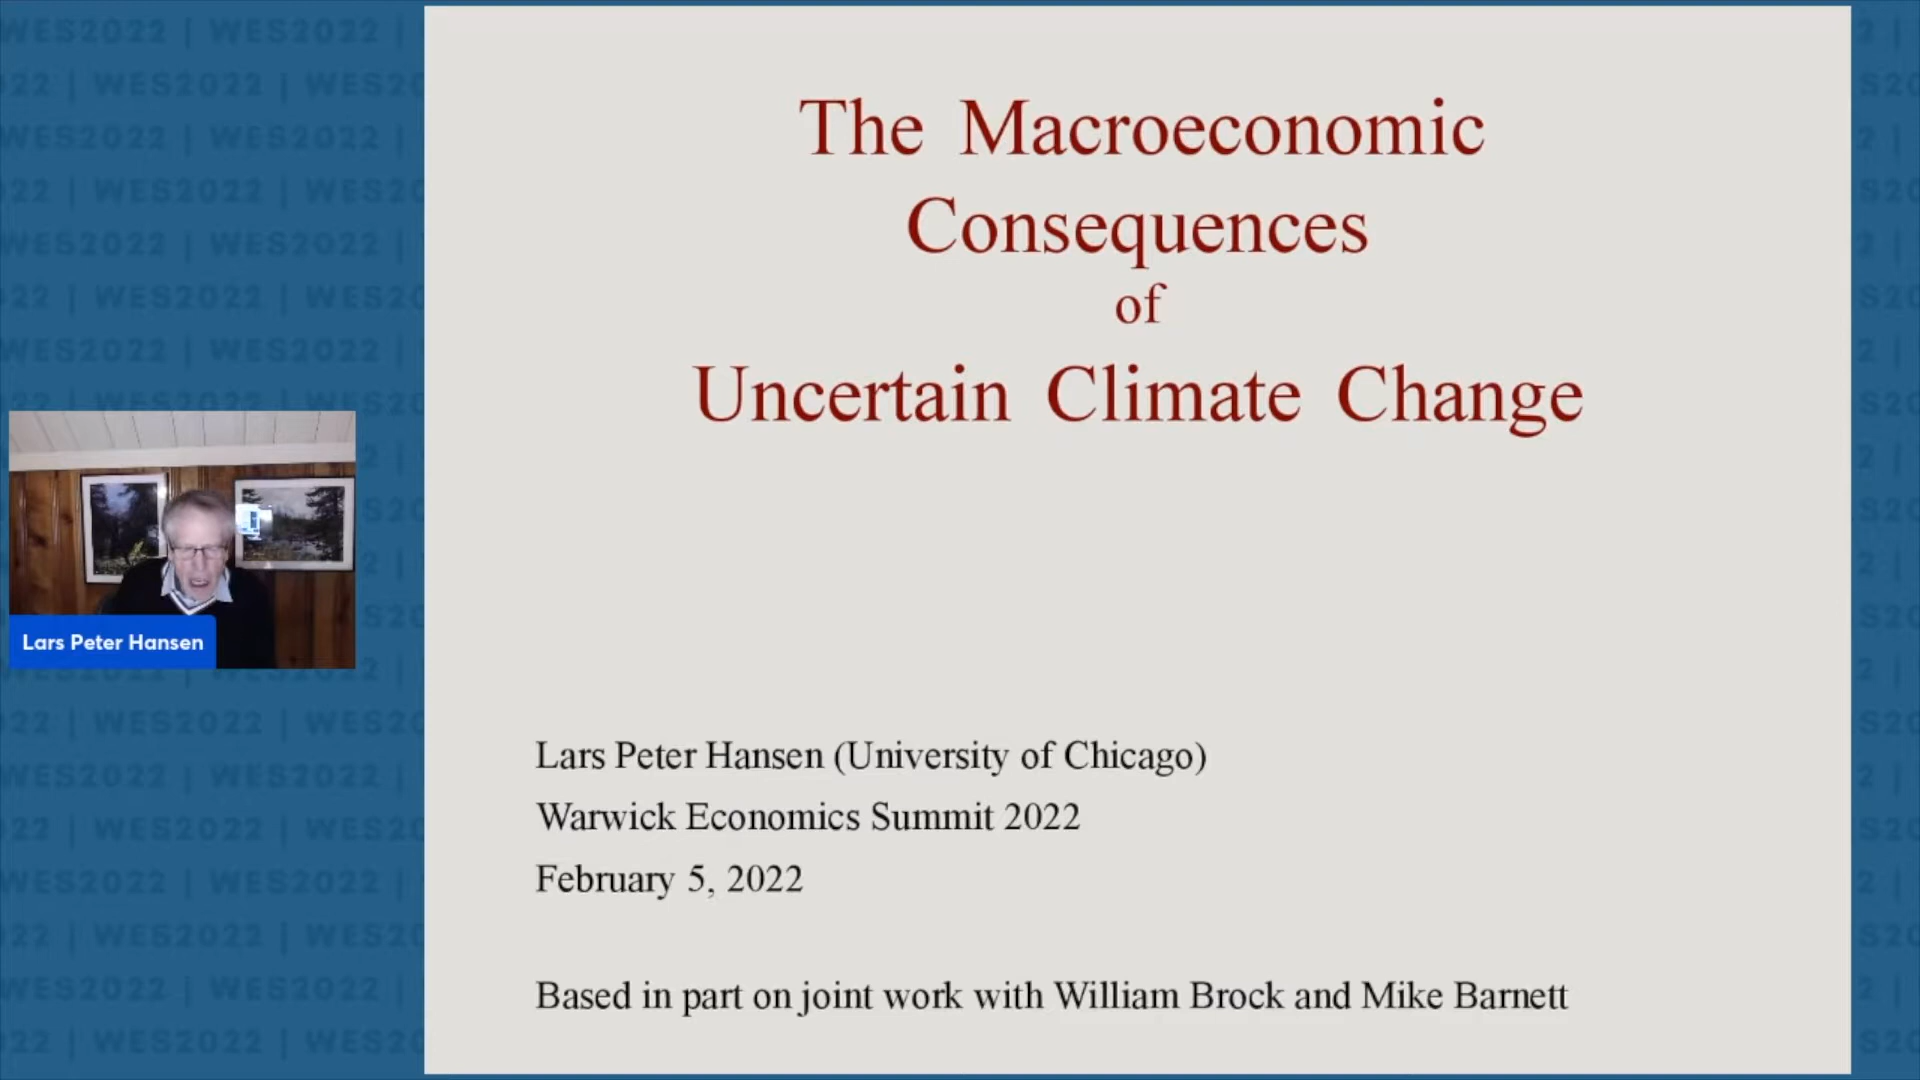 The Macroeconomic
Consequences
of
Uncertain Climate Change
Lars Peter Hansen
Lars Peter Hansen (University of Chicago)
Warwick Economics Summit 2022
February 5, 2022
Based in part on joint work with William Brock and Mike Barnett
WES2022 | WES2022 |